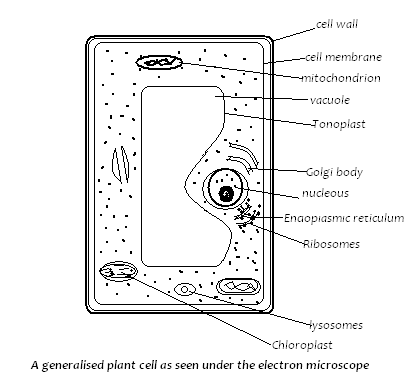 cell wall
cell membrane
mitochondrion
vacuole
Tonoplast
Golgi body
nucleous
Endoplasmic reticulum
Ribosomes
lysosomes
Chloroplast
A generalised plant cell as seen under the electron microscope